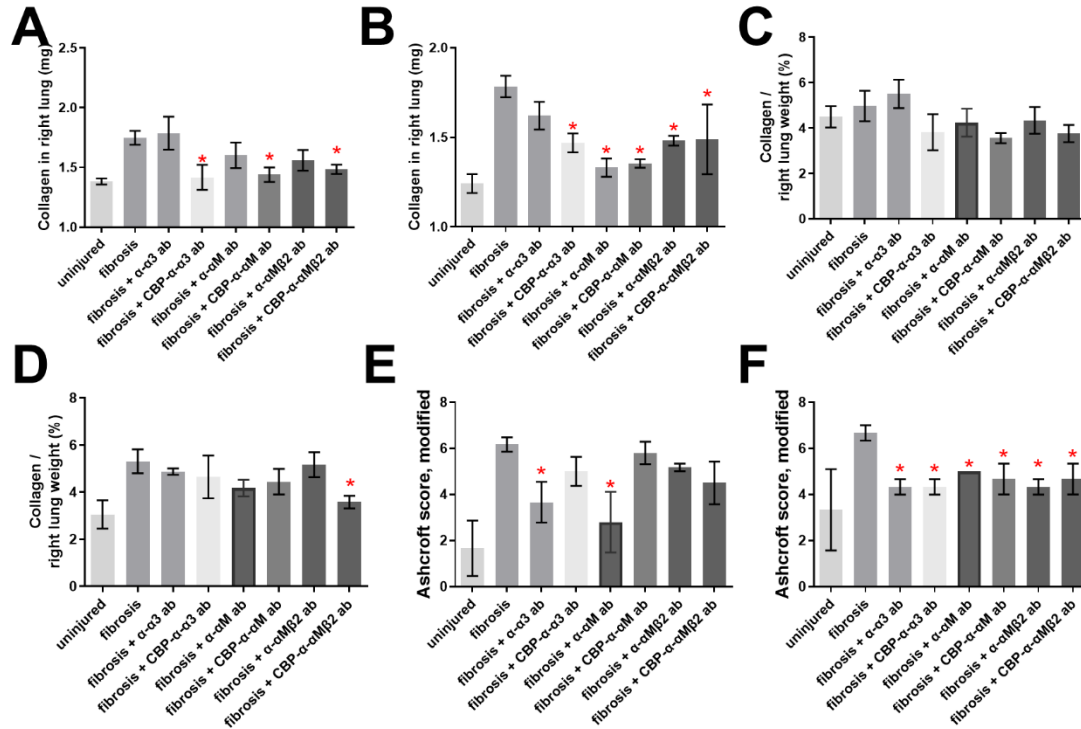 A
Collagen in right lung (mg)
2.5
2.0
1.5
1.0
*
*
*
uninjured
fibrosis
fibrosis + α-α3 ab
fibrosis + CBP-α-α3 ab
fibrosis + α-αM ab
fibrosis + CBP-α-αM ab
fibrosis + α-αMβ2 ab
fibrosis + CBP-α-αMβ2 ab
B
Collagen in right lung (mg)
2.0
1.5
1.0
*
*
*
*
*
uninjured
fibrosis
fibrosis + α-α3 ab
fibrosis + CBP-α-α3 ab
fibrosis + α-αM ab
fibrosis + CBP-α-αM ab
fibrosis + α-αMβ2 ab
fibrosis + CBP-α-αMβ2 ab
C
Collagen /
right lung weight (%)
8
6
4
2
0
uninjured
fibrosis
fibrosis + α-α3 ab
fibrosis + CBP-α-α3 ab
fibrosis + α-αM ab
fibrosis + CBP-α-αM ab
fibrosis + α-αMβ2 ab
fibrosis + CBP-α-αMβ2 ab
D
Collagen /
right lung weight (%)
8
6
4
2
0
*
uninjured
fibrosis
fibrosis + α-α3 ab
fibrosis + CBP-α-α3 ab
fibrosis + α-αM ab
fibrosis + CBP-α-αM ab
fibrosis + α-αMβ2 ab
fibrosis + CBP-α-αMβ2 ab
E
Ashcroft score, modified
8
6
4
2
0
*
*
uninjured
fibrosis
fibrosis + α-α3 ab
fibrosis + CBP-α-α3 ab
fibrosis + α-αM ab
fibrosis + CBP-α-αM ab
fibrosis + α-αMβ2 ab
fibrosis + CBP-α-αMβ2 ab
F
Ashcroft score, modified
8
6
4
2
0
*
*
*
*
*
*
uninjured
fibrosis
fibrosis + α-α3 ab
fibrosis + CBP-α-α3 ab
fibrosis + α-αM ab
fibrosis + CBP-α-αM ab
fibrosis + α-αMβ2 ab
fibrosis + CBP-α-αMβ2 ab